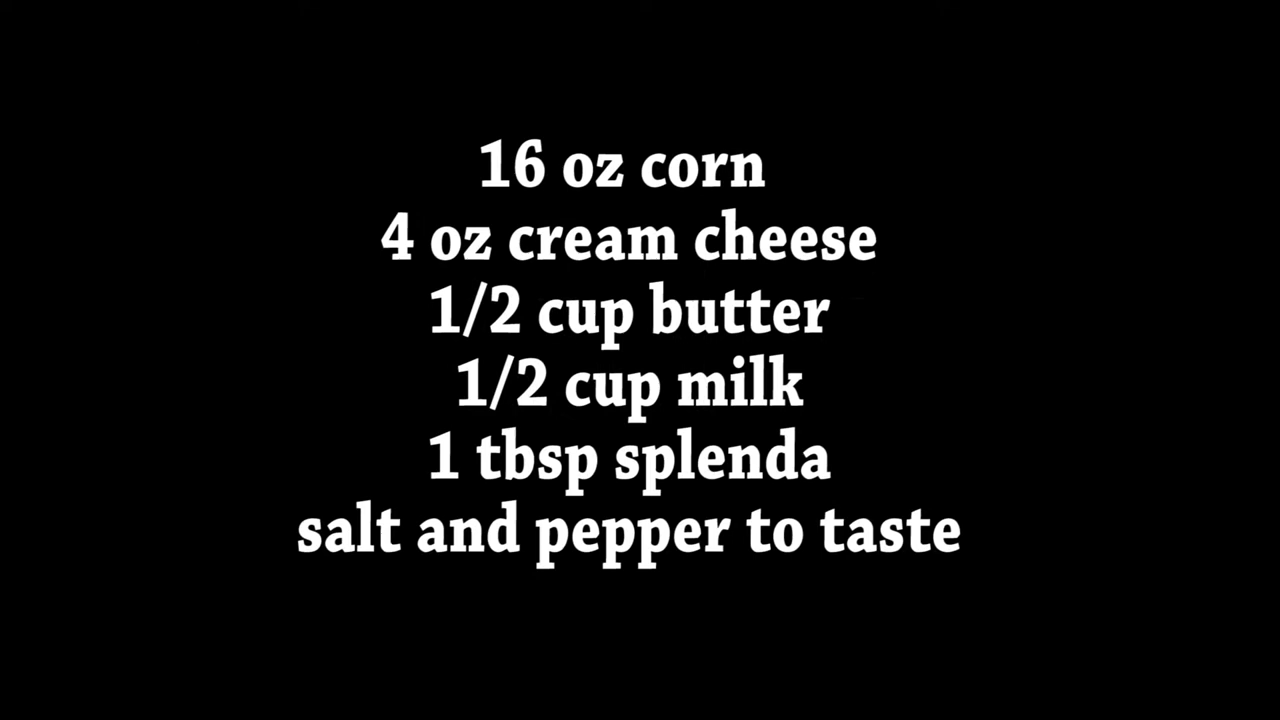 16 oz corn
4 oz cream cheese
1/2 cup butter
1/2 cup milk
1 tbsp splenda
salt and pepper to taste